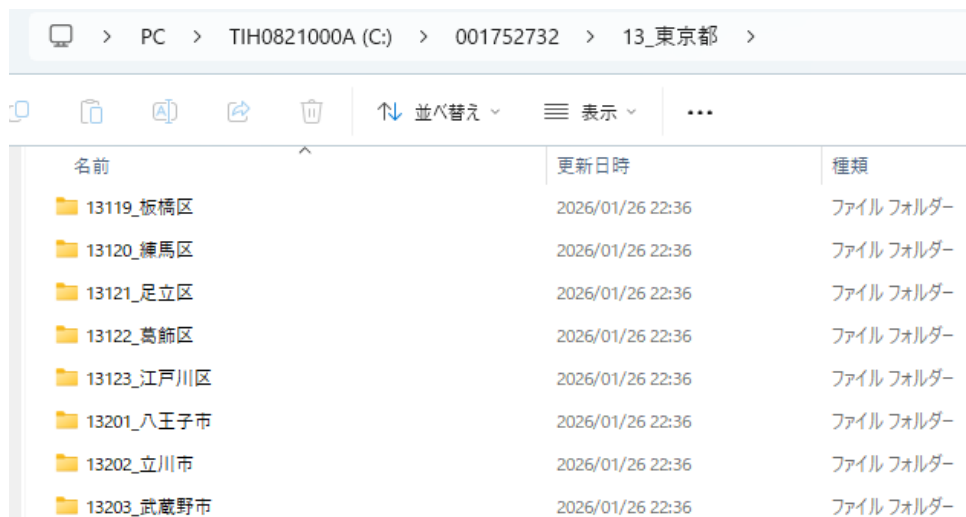 PC > TIH0821000A (C:) > 001752732 > 13_東京都 >
並べ替え 表示 ...
名前 更新日時 種類
13119_板橋区 2026/01/26 22:36 ファイル フォルダー
13120_練馬区 2026/01/26 22:36 ファイル フォルダー
13121_足立区 2026/01/26 22:36 ファイル フォルダー
13122_葛飾区 2026/01/26 22:36 ファイル フォルダー
13123_江戸川区 2026/01/26 22:36 ファイル フォルダー
13201_八王子市 2026/01/26 22:36 ファイル フォルダー
13202_立川市 2026/01/26 22:36 ファイル フォルダー
13203_武蔵野市 2026/01/26 22:36 ファイル フォルダー